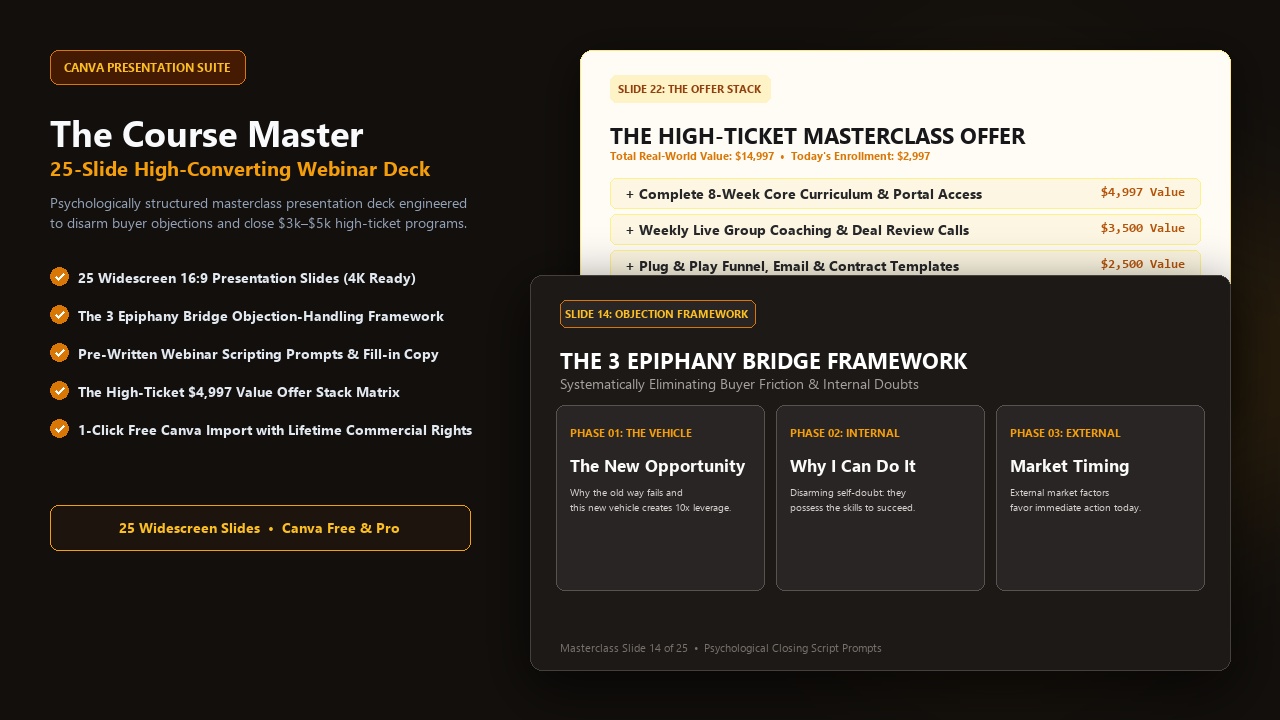 CANVA PRESENTATION SUITE
The Course Master
25-Slide High-Converting Webinar Deck
Psychologically structured masterclass presentation deck engineered
to disarm buyer objections and close $3k–$5k high-ticket programs.
25 Widescreen 16:9 Presentation Slides (4K Ready)
The 3 Epiphany Bridge Objection-Handling Framework
Pre-Written Webinar Scripting Prompts & Fill-in Copy
The High-Ticket $4,997 Value Offer Stack Matrix
1-Click Free Canva Import with Lifetime Commercial Rights
25 Widescreen Slides • Canva Free & Pro
SLIDE 22: THE OFFER STACK
THE HIGH-TICKET MASTERCLASS OFFER
Total Real-World Value: $14,997 • Today's Enrollment: $2,997
+ Complete 8-Week Core Curriculum & Portal Access $4,997 Value
+ Weekly Live Group Coaching & Deal Review Calls $3,500 Value
+ Plug & Play Funnel, Email & Contract Templates $2,500 Value
SLIDE 14: OBJECTION FRAMEWORK
THE 3 EPIPHANY BRIDGE FRAMEWORK
Systematically Eliminating Buyer Friction & Internal Doubts
PHASE 01: THE VEHICLE
The New Opportunity
Why the old way fails and
this new vehicle creates 10x leverage.
PHASE 02: INTERNAL
Why I Can Do It
Disarming self-doubt: they
possess the skills to succeed.
PHASE 03: EXTERNAL
Market Timing
External market factors
favor immediate action today.
Masterclass Slide 14 of 25 • Psychological Closing Script Prompts